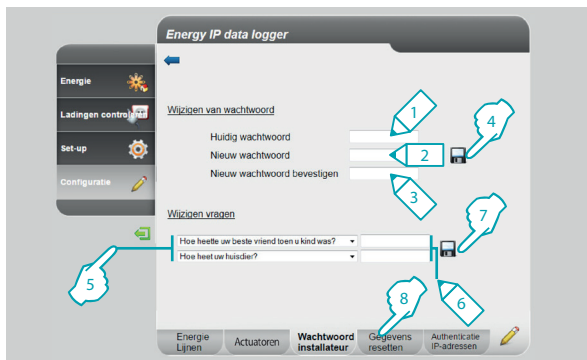 Energy IP data logger
Energie
Ladingen control
Set-up
Configuratie
Wijzigen van wachtwoord
Huidig wachtwoord
Nieuw wachtwoord
Nieuw wachtwoord bevestigen
1
2
3
4
Wijzigen vragen
Hoe heette uw beste vriend toen u kind was?
Hoe heet uw huisdier?
5
6
7
8
Energie
Lijnen
Actuatoren
Wachtwoord
installateur
Gegevens
resetten
Authenticatie
IP-adressen